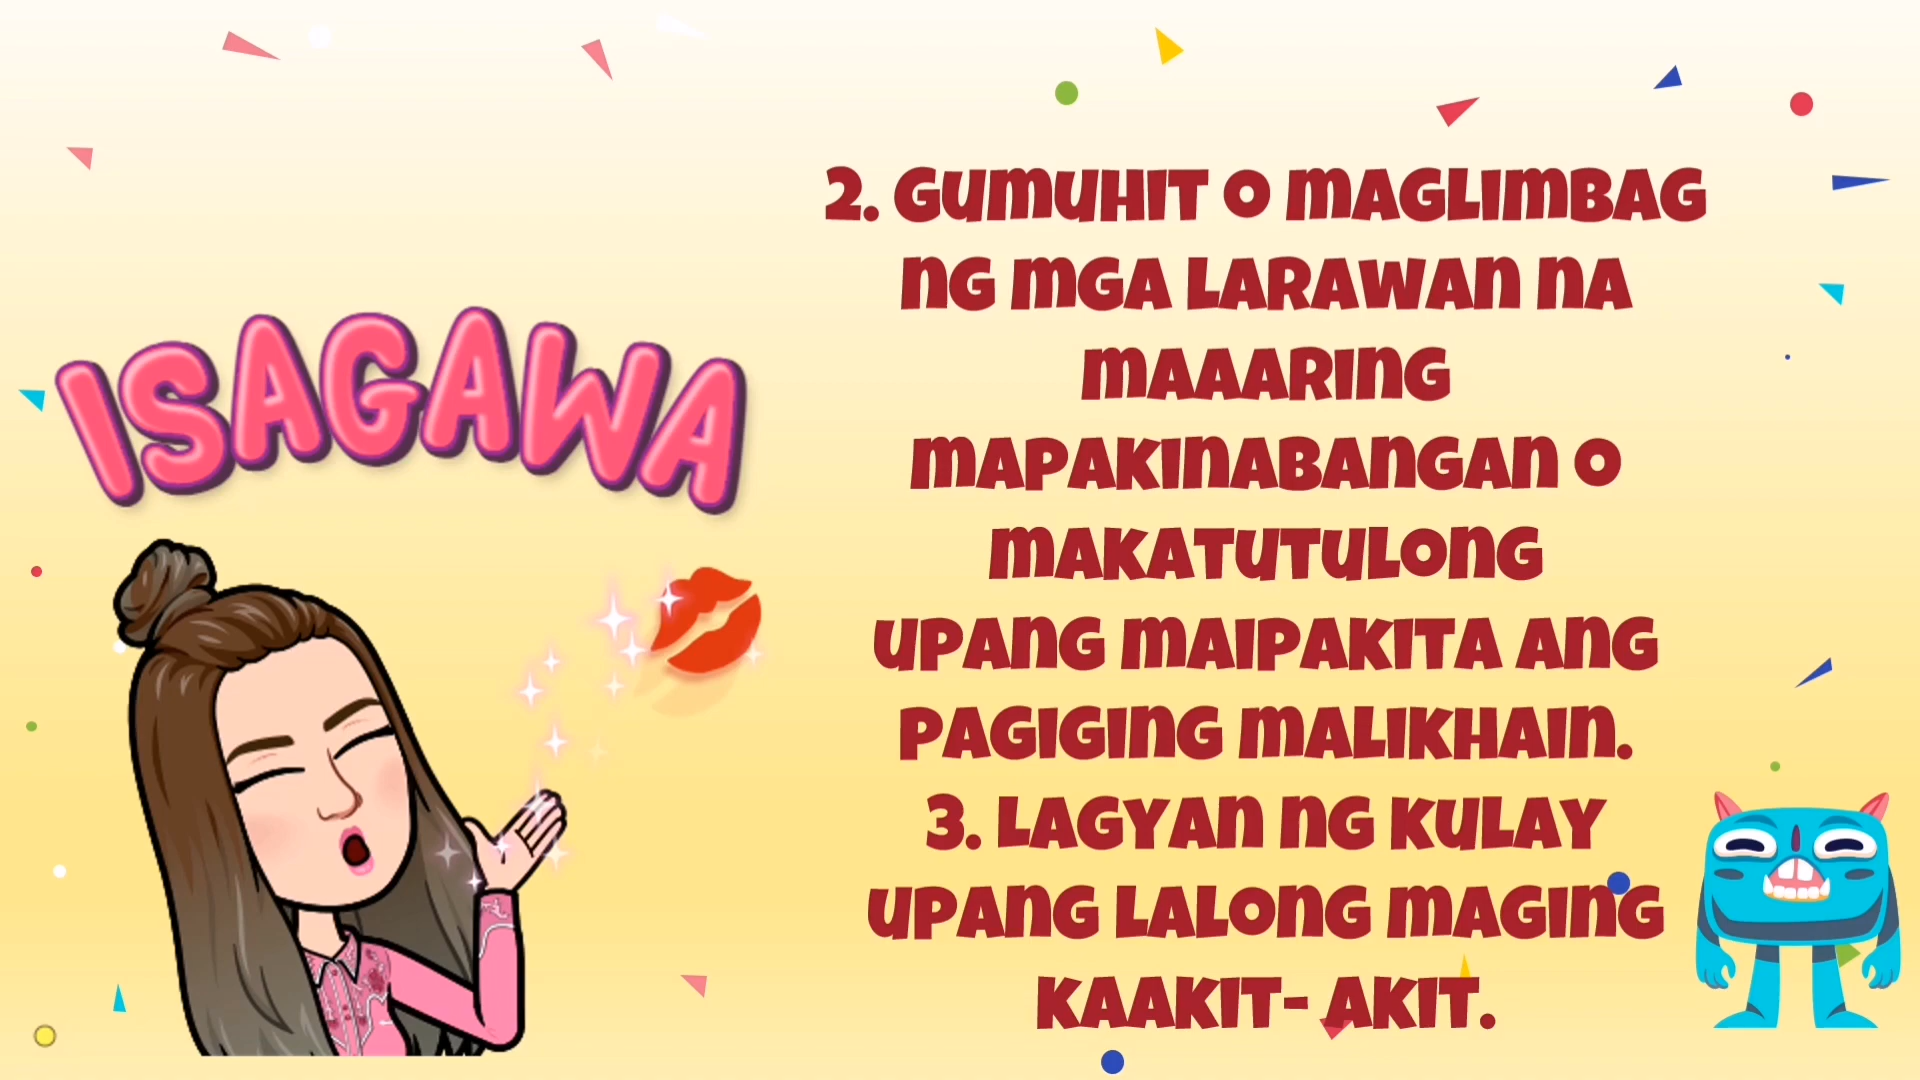 ISAGAWA
2. GUMUHIT O MAGLIMBAG
NG MGA LARAWAN NA
MAAARING
MAPAKINABANGAN O
MAKATUTULONG
UPANG MAIPAKITA ANG
PAGIGING MALIKHAIN.
3. LAGYAN NG KULAY
UPANG LALONG MAGING
KAAKIT- AKIT.